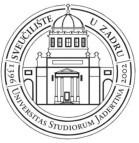 SVEUČILIŠTE U ZADRU
1396
2002
UNIVERSITAS STUDIORUM JADERTINA